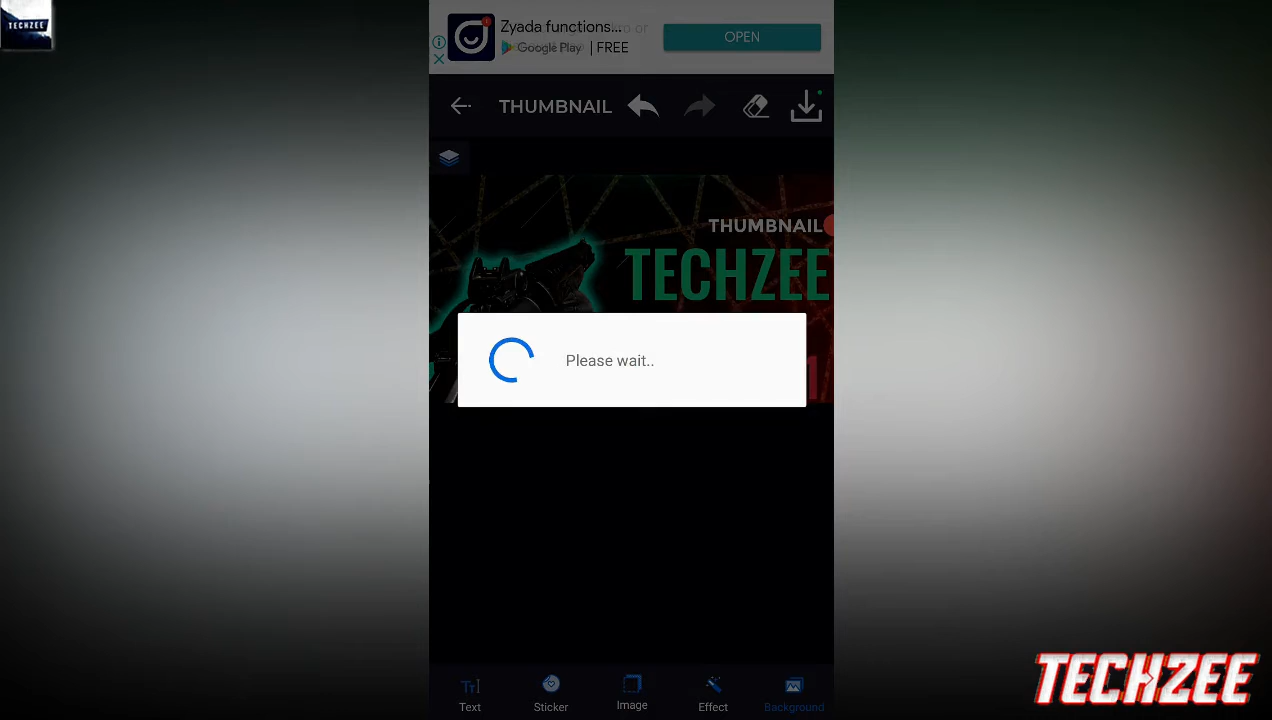 TECHZEE
Zyada functions...
Google Play | FREE
OPEN
THUMBNAIL
THUMBNAIL
TECHZEE
Please wait..
Text
Sticker
Image
Effect
Background
TECHZEE